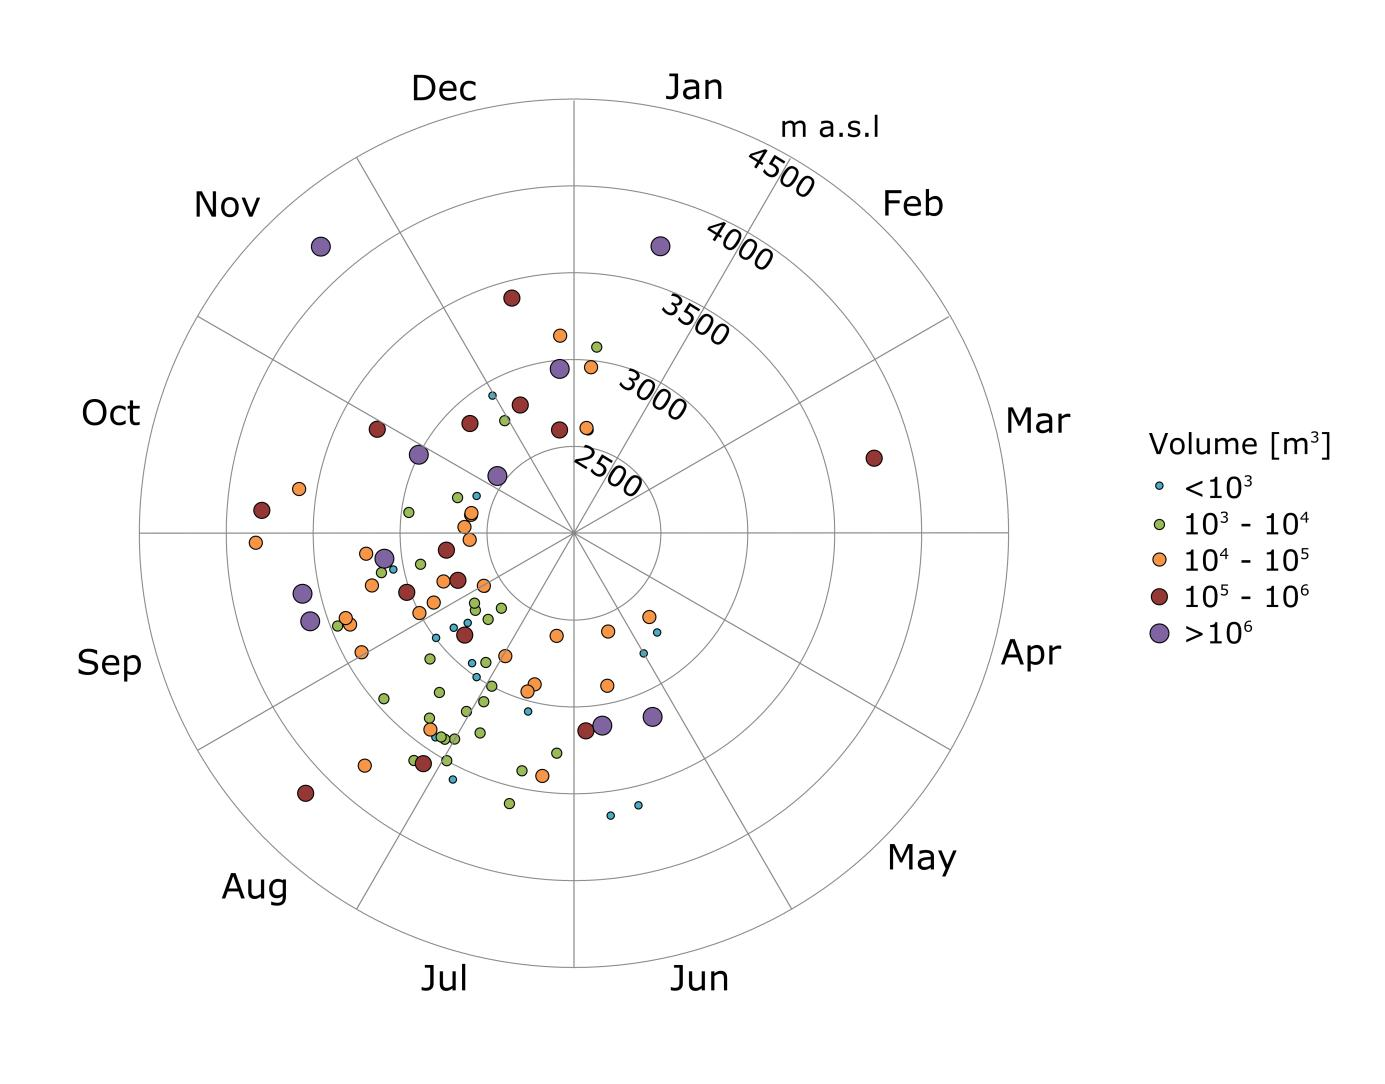 Dec
Jan
m a.s.l
4500
Nov
Feb
4000
3500
3000
Oct
Mar
2500
Volume [m³]
<10³
10³ - 10⁴
10⁴ - 10⁵
10⁵ - 10⁶
>10⁶
Sep
Apr
Aug
May
Jul
Jun